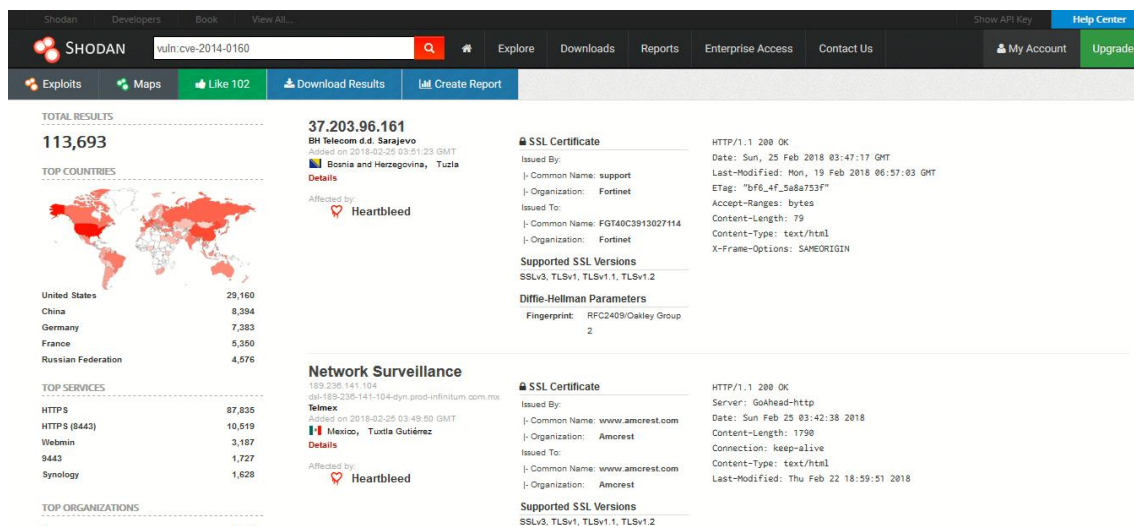 Shodan Developers Book View All... Show API Key Help Center
SHODAN vuln:cve-2014-0160 Explore Downloads Reports Enterprise Access Contact Us My Account Upgrade
Exploits Maps Like 102 Download Results Create Report
TOTAL RESULTS
113,693
TOP COUNTRIES
United States 29,160
China 8,394
Germany 7,383
France 5,350
Russian Federation 4,576
TOP SERVICES
HTTPS 87,835
HTTPS (8443) 10,519
Webmin 3,187
9443 1,727
Synology 1,628
TOP ORGANIZATIONS
37.203.96.161
BH Telecom d.d. Sarajevo
Added on 2018-02-25 03:51:23 GMT
Bosnia and Herzegovina, Tuzla
Details
Affected by:
Heartbleed
SSL Certificate
Issued By:
|- Common Name: support
|- Organization: Fortinet
Issued To:
|- Common Name: FGT40C3913027114
|- Organization: Fortinet
Supported SSL Versions
SSLv3, TLSv1, TLSv1.1, TLSv1.2
Diffie-Hellman Parameters
Fingerprint: RFC2409/Oakley Group
2
HTTP/1.1 200 OK
Date: Sun, 25 Feb 2018 03:47:17 GMT
Last-Modified: Mon, 19 Feb 2018 06:57:03 GMT
ETag: "bf6_4f_5a8a753f"
Accept-Ranges: bytes
Content-Length: 79
Content-Type: text/html
X-Frame-Options: SAMEORIGIN
Network Surveillance
189.236.141.104
dsl-189-236-141-104-dyn.prod-infinitum.com.mx
Telmex
Added on 2018-02-25 03:49:50 GMT
Mexico, Tuxtla Gutiérrez
Details
Affected by:
Heartbleed
SSL Certificate
Issued By:
|- Common Name: www.amcrest.com
|- Organization: Amcrest
Issued To:
|- Common Name: www.amcrest.com
|- Organization: Amcrest
Supported SSL Versions
SSLv3, TLSv1, TLSv1.1, TLSv1.2
HTTP/1.1 200 OK
Server: GoAhead-http
Date: Sun Feb 25 03:42:38 2018
Content-Length: 1790
Connection: keep-alive
Content-Type: text/html
Last-Modified: Thu Feb 22 18:59:51 2018